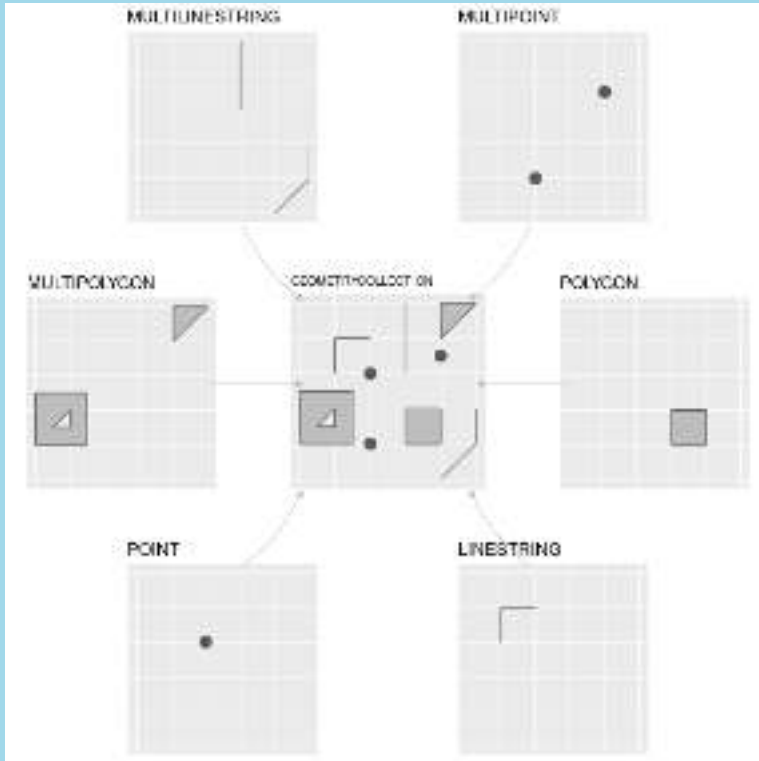 MULTILINESTRING
MULTIPOINT
MULTIPOLYGON
GEOMETRYCOLLECTION
POLYGON
POINT
LINESTRING